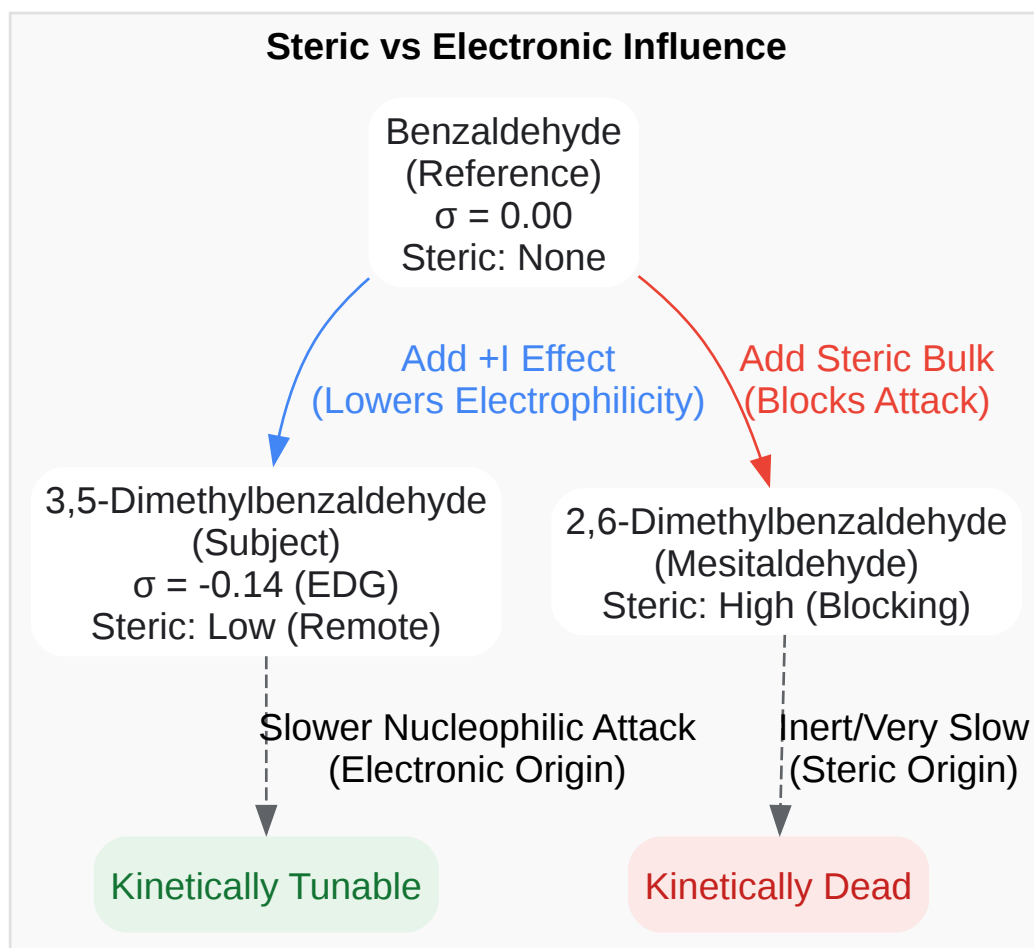 Steric vs Electronic Influence
Benzaldehyde
(Reference)
σ = 0.00
Steric: None
Add +I Effect
(Lowers Electrophilicity)
Add Steric Bulk
(Blocks Attack)
3,5-Dimethylbenzaldehyde
(Subject)
σ = -0.14 (EDG)
Steric: Low (Remote)
2,6-Dimethylbenzaldehyde
(Mesitaldehyde)
Steric: High (Blocking)
Slower Nucleophilic Attack
(Electronic Origin)
Inert/Very Slow
(Steric Origin)
Kinetically Tunable
Kinetically Dead